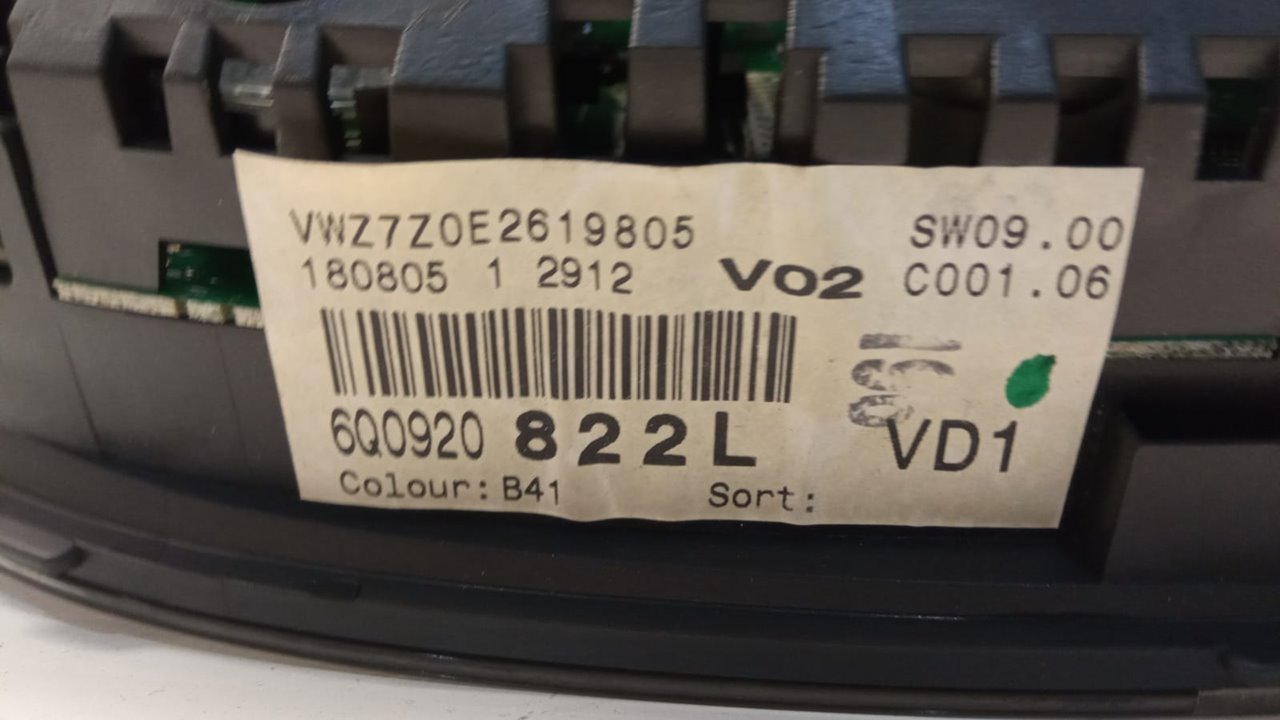 VWZ7Z0E2619805 SW09.00
180805 1 2912 V02 C001.06
6Q0920 822L VD1
Colour: B41 Sort: